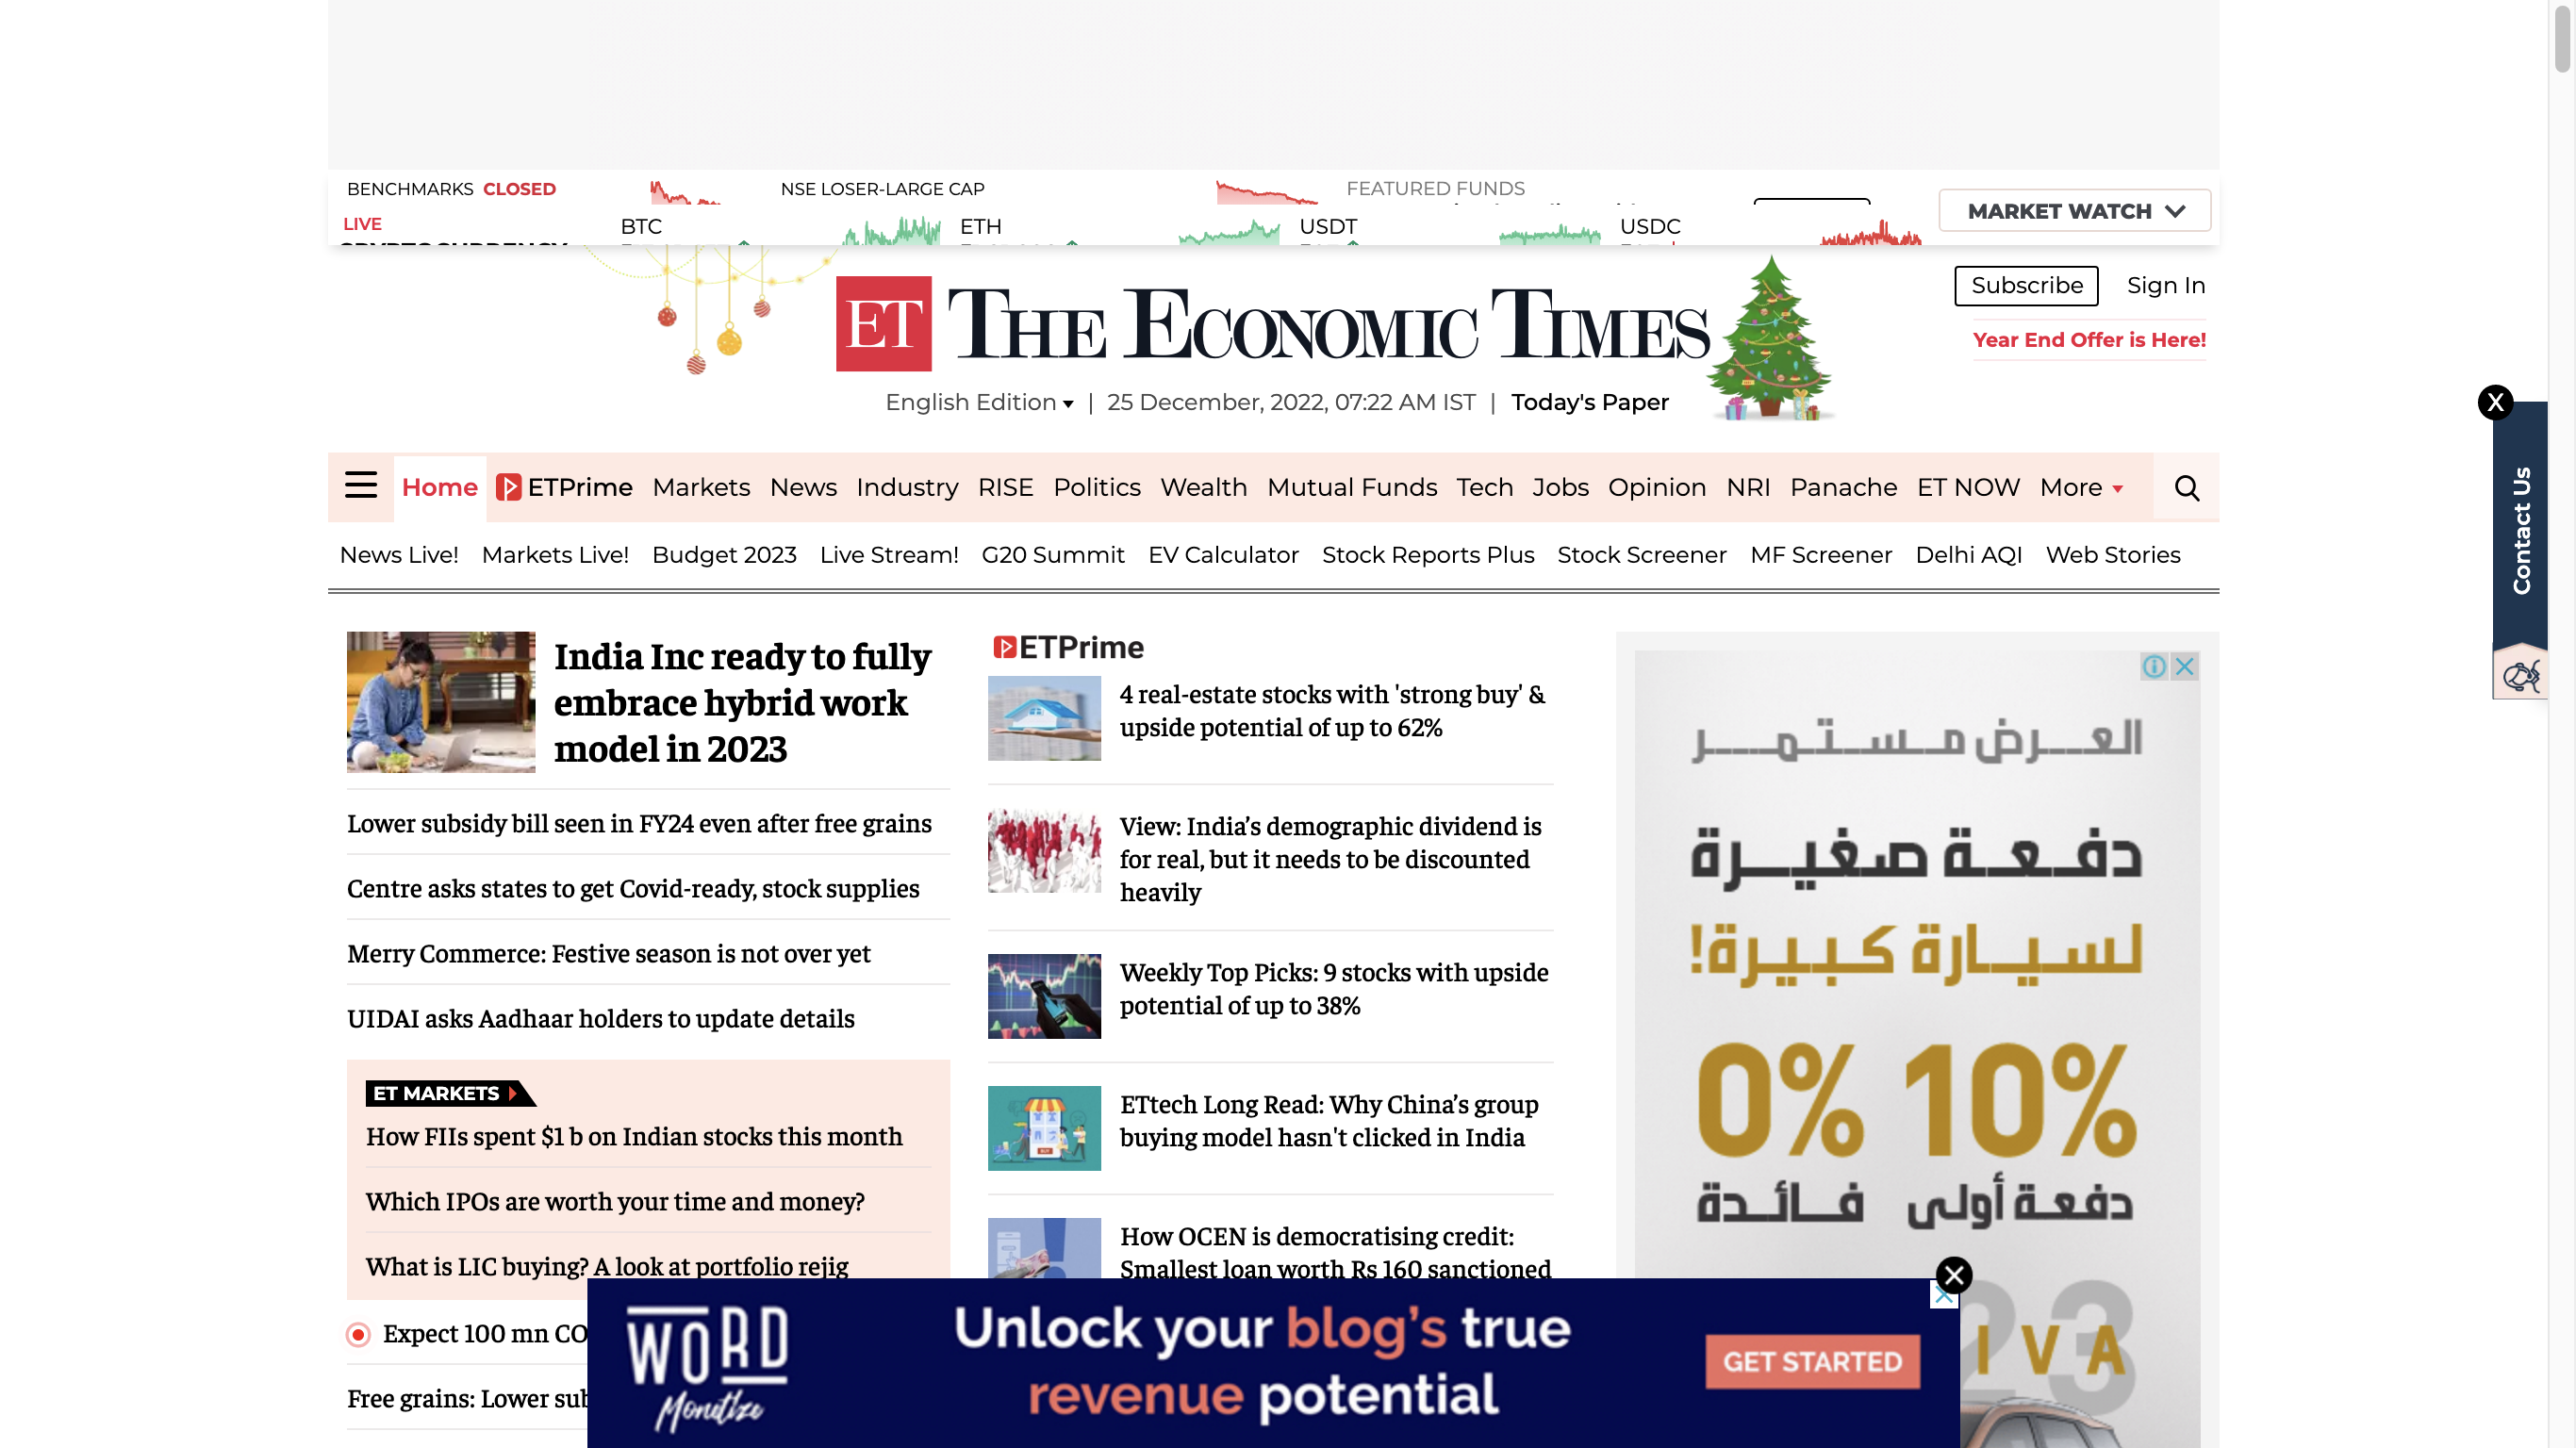 BENCHMARKS CLOSED
NSE LOSER-LARGE CAP
FEATURED FUNDS
LIVE
BTC
ETH
USDT
USDC
MARKET WATCH
ET THE ECONOMIC TIMES
Subscribe
Sign In
Year End Offer is Here!
English Edition | 25 December, 2022, 07:22 AM IST | Today's Paper
X
Contact Us
Home ETPrime Markets News Industry RISE Politics Wealth Mutual Funds Tech Jobs Opinion NRI Panache ET NOW More
News Live! Markets Live! Budget 2023 Live Stream! G20 Summit EV Calculator Stock Reports Plus Stock Screener MF Screener Delhi AQI Web Stories
India Inc ready to fully
embrace hybrid work
model in 2023
Lower subsidy bill seen in FY24 even after free grains
Centre asks states to get Covid-ready, stock supplies
Merry Commerce: Festive season is not over yet
UIDAI asks Aadhaar holders to update details
ET MARKETS
How FIIs spent $1 b on Indian stocks this month
Which IPOs are worth your time and money?
What is LIC buying? A look at portfolio rejig
Expect 100 mn CO
Free grains: Lower sub
ETPrime
4 real-estate stocks with 'strong buy' &
upside potential of up to 62%
View: India’s demographic dividend is
for real, but it needs to be discounted
heavily
Weekly Top Picks: 9 stocks with upside
potential of up to 38%
ETtech Long Read: Why China’s group
buying model hasn't clicked in India
How OCEN is democratising credit:
Smallest loan worth Rs 160 sanctioned
العرض مستمر
دفعة صغيرة
لسيارة كبيرة!
0% 10%
دفعة أولى فائدة
23
IVA
WORD
Monetize
Unlock your blog’s true
revenue potential
GET STARTED